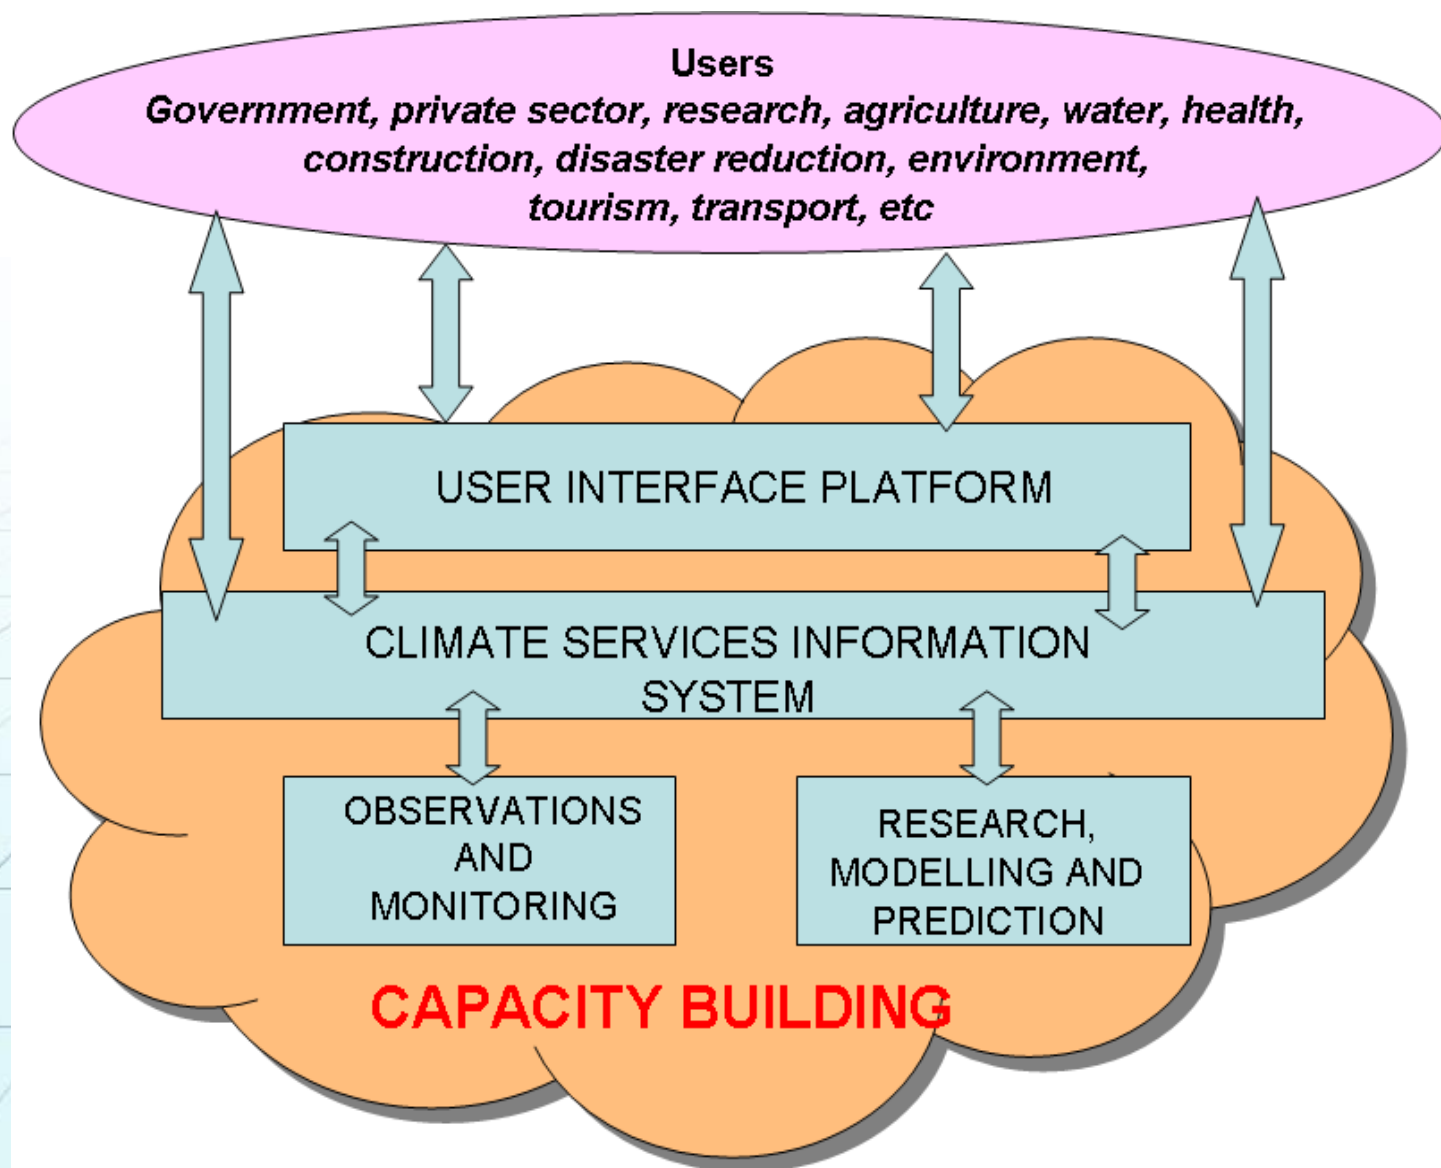 Users
Government, private sector, research, agriculture, water, health,
construction, disaster reduction, environment,
tourism, transport, etc
USER INTERFACE PLATFORM
CLIMATE SERVICES INFORMATION
SYSTEM
OBSERVATIONS
AND
MONITORING
RESEARCH,
MODELLING AND
PREDICTION
CAPACITY BUILDING